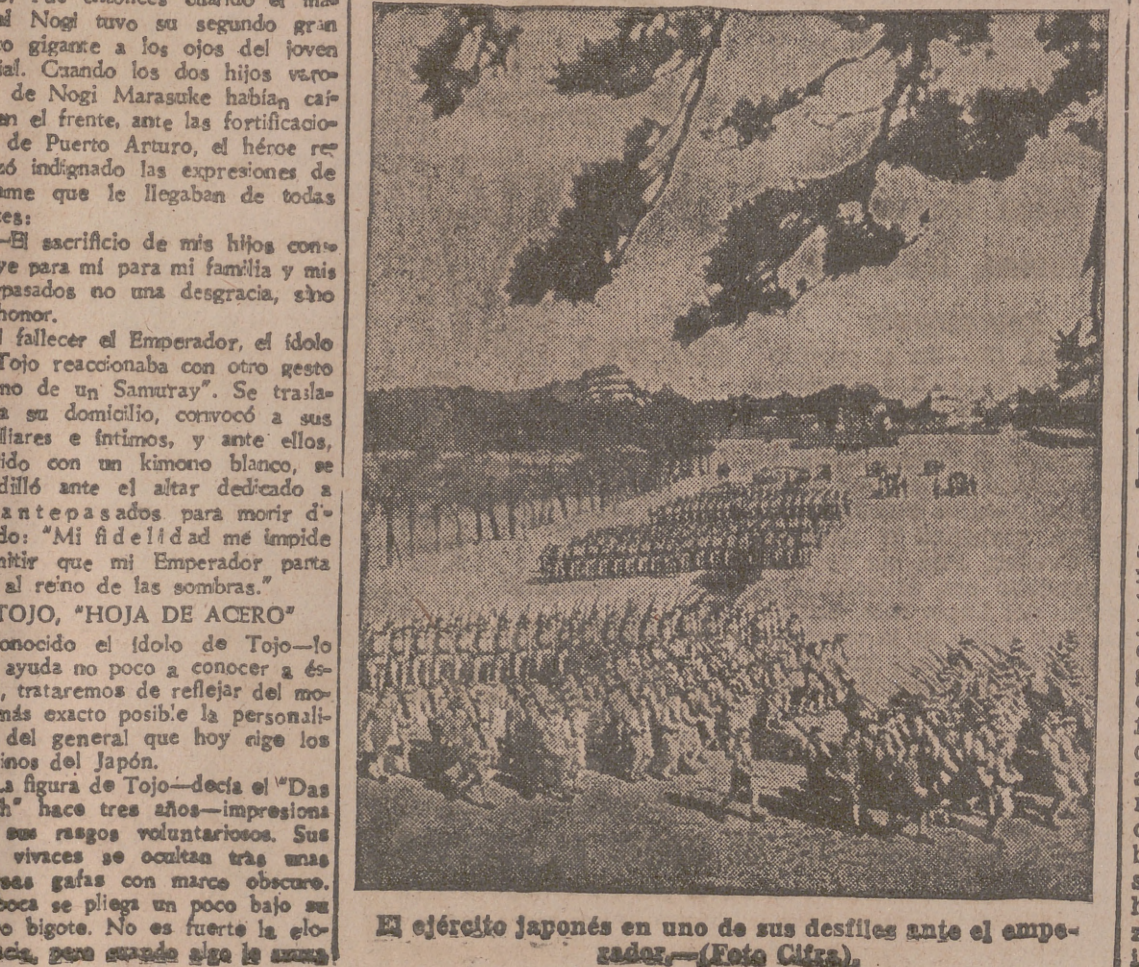 Nogi tuvo su segundo gran
gigante a los ojos del joven
Cuando los dos hijos varo-
de Nogi Marasuke habían caí-
en el frente, ante las fortificacio-
de Puerto Arturo, el héroe re-
zó indignado las expresiones de
ame que le llegaban de todas
tes:
—El sacrificio de mis hijos cons-
ye para mí para mi familia y mis
pasados no una desgracia, sino
honor.
l fallecer el Emperador, el ídolo
Tojo reaccionaba con otro gesto
no de un Samuray". Se trasla-
a su domicilio, convocó a sus
liares e íntimos, y ante ellos,
ido con un kimono blanco, se
dilló ante el altar dedicado a
antepasados para morir di-
do: "Mi fidelidad me impide
mitir que mi Emperador parta
al reino de las sombras."
TOJO, "HOJA DE ACERO"
onocido el ídolo de Tojo—lo
ayuda no poco a conocer a és-
, trataremos de reflejar del mo-
más exacto posible la personali-
del general que hoy rige los
inos del Japón.
La figura de Tojo—decía el "Das
h" hace tres años—impresiona
sus rasgos voluntariosos. Sus
vivaces se ocultan tras unas
sas gafas con marco obscuro.
boca se pliega un poco bajo su
o bigote. No es fuerte la elo-
cia, pero cuando algo le
El ejército japonés en uno de sus desfiles ante el empe-
rador.—(Foto Cifra).